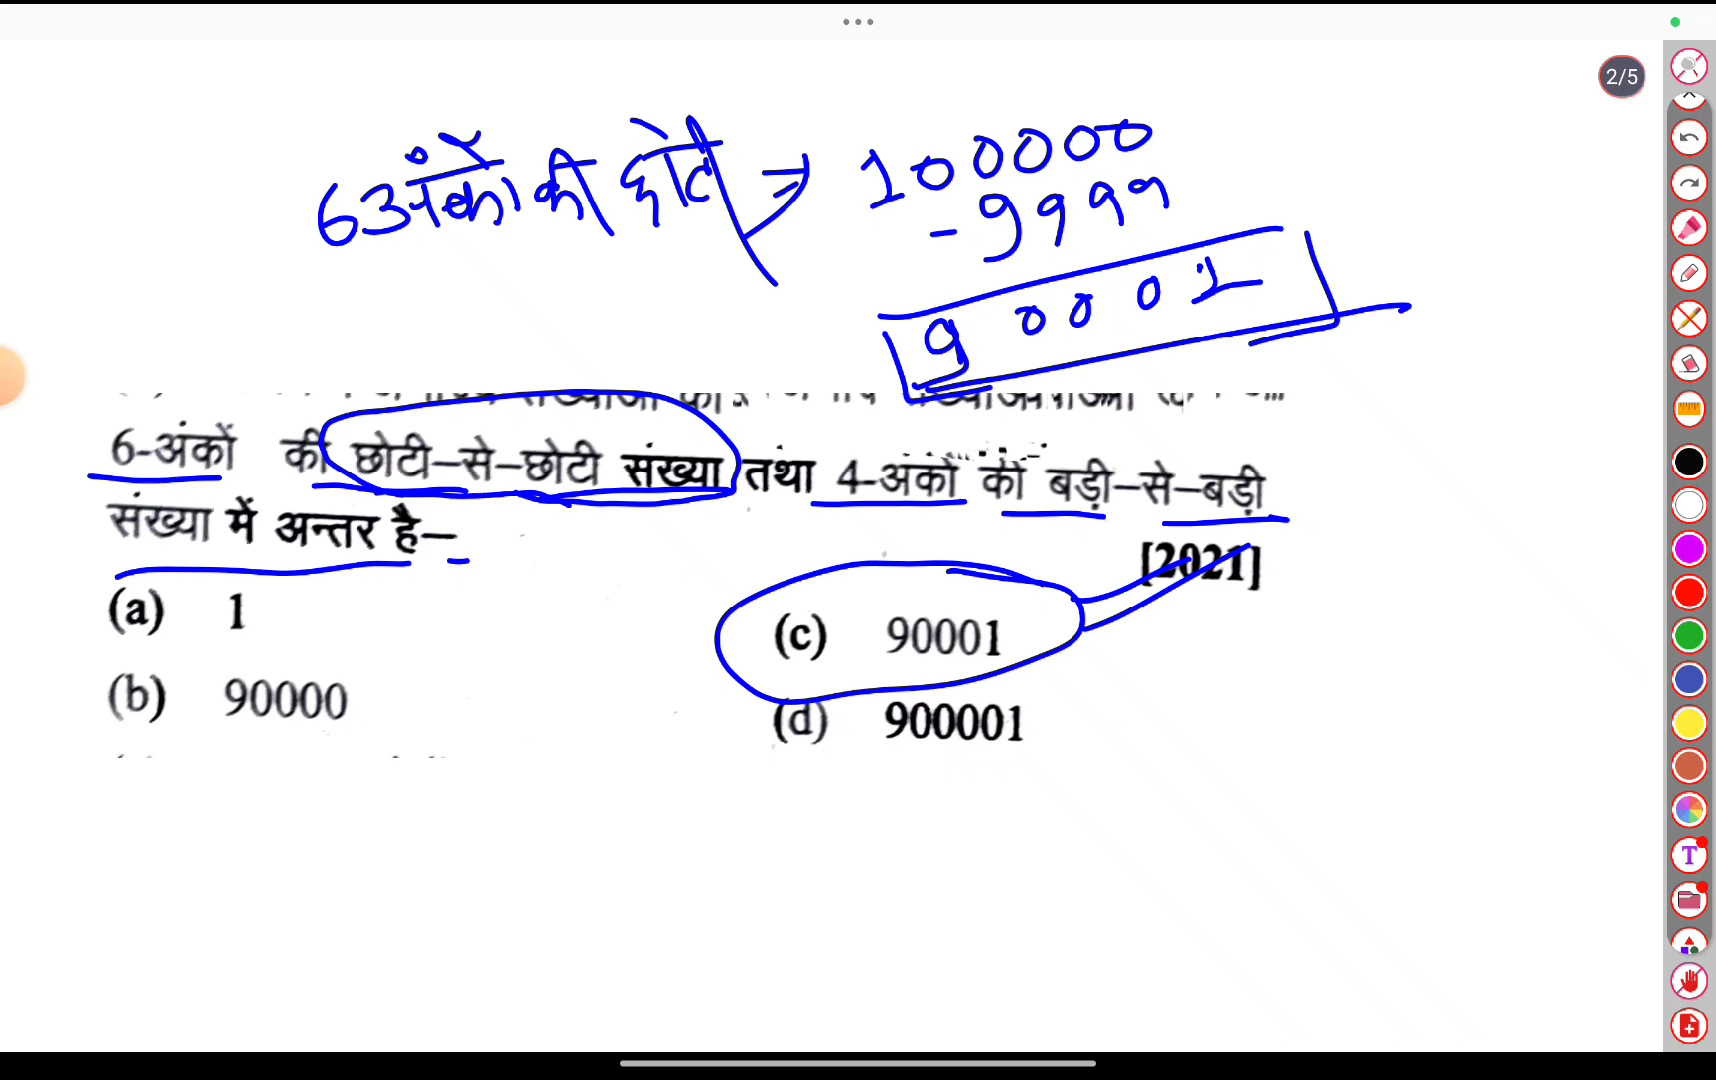 2/5
6 अंको की छोटी → 100000
- 9999
90001
6-अंकों की छोटी-से-छोटी संख्या तथा 4-अंकों की बड़ी-से-बड़ी
संख्या में अन्तर है-
[2021]
(a) 1
(c) 90001
(b) 90000
(d) 900001
T